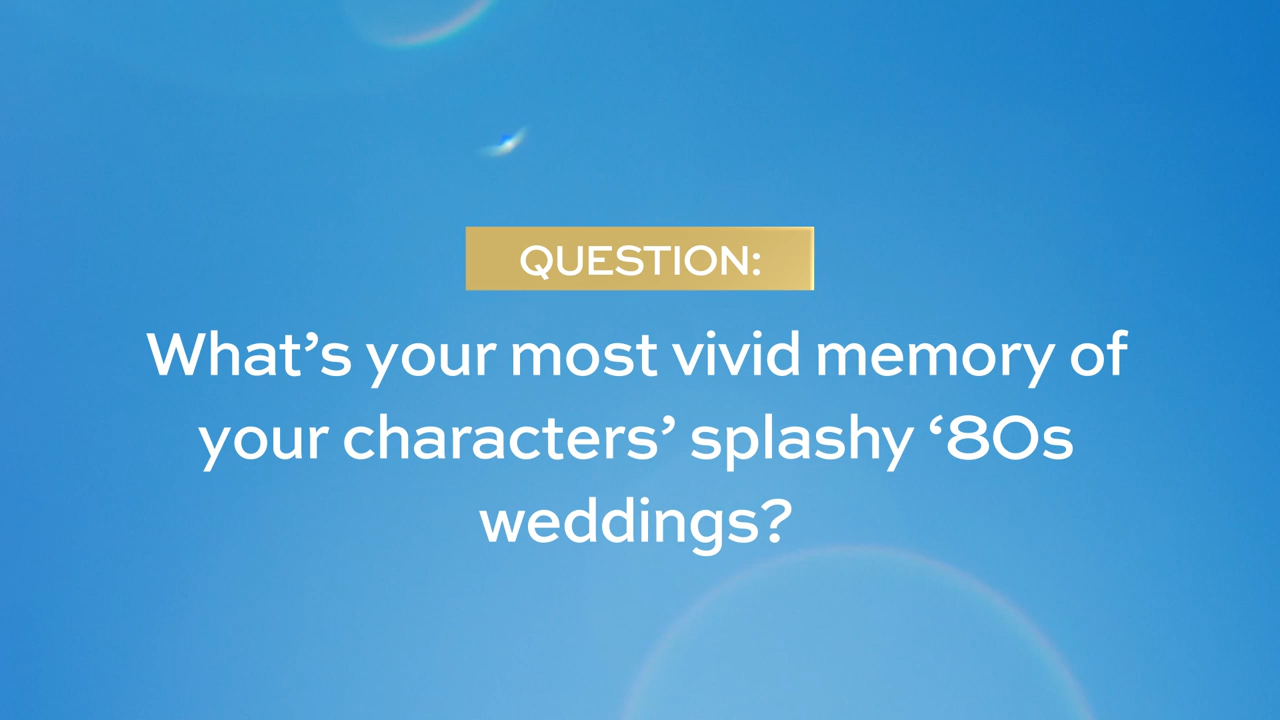 QUESTION:
What’s your most vivid memory of
your characters’ splashy ‘80s
weddings?